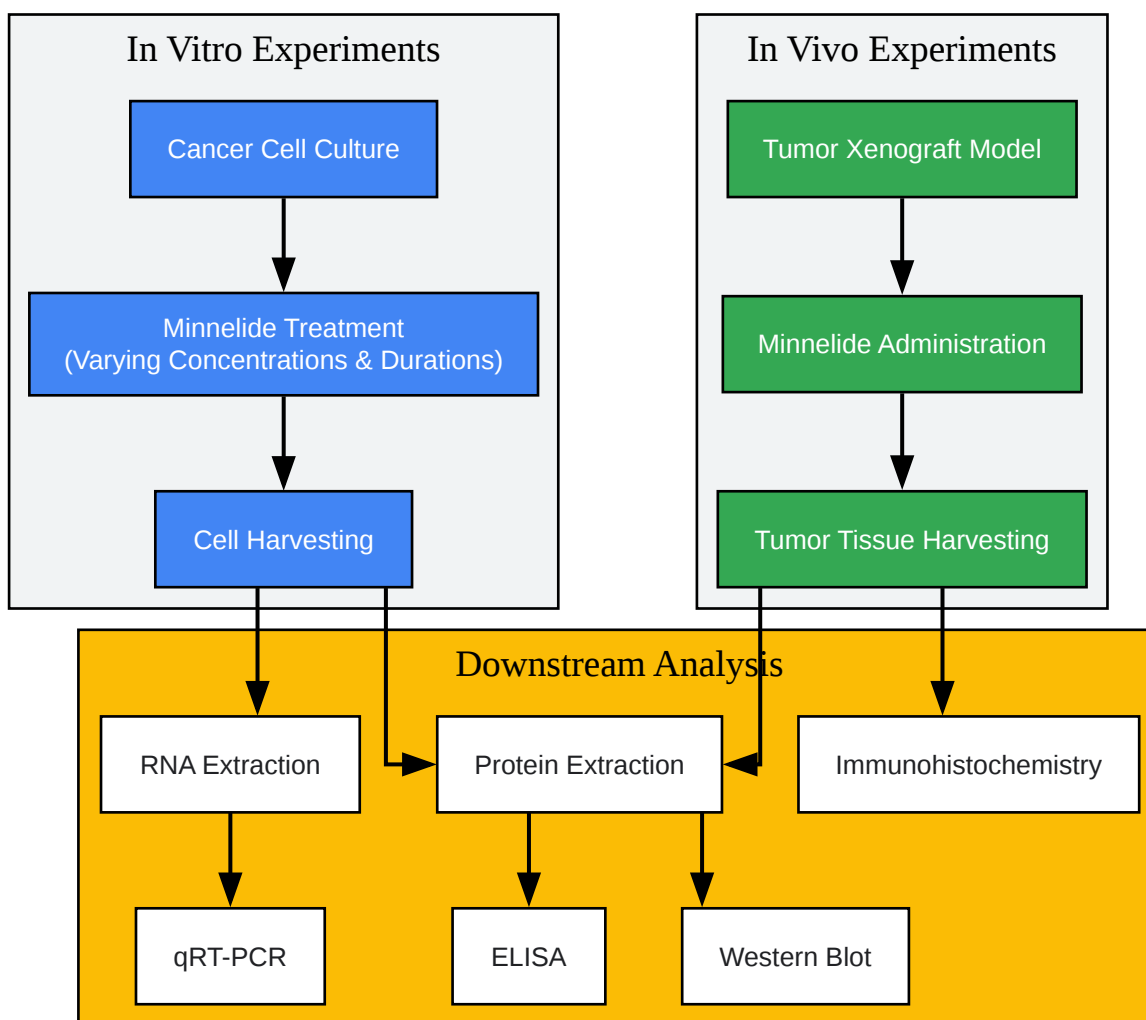 In Vitro Experiments
Cancer Cell Culture
Minnelide Treatment
(Varying Concentrations & Durations)
Cell Harvesting
In Vivo Experiments
Tumor Xenograft Model
Minnelide Administration
Tumor Tissue Harvesting
Downstream Analysis
RNA Extraction
Protein Extraction
Immunohistochemistry
qRT-PCR
ELISA
Western Blot